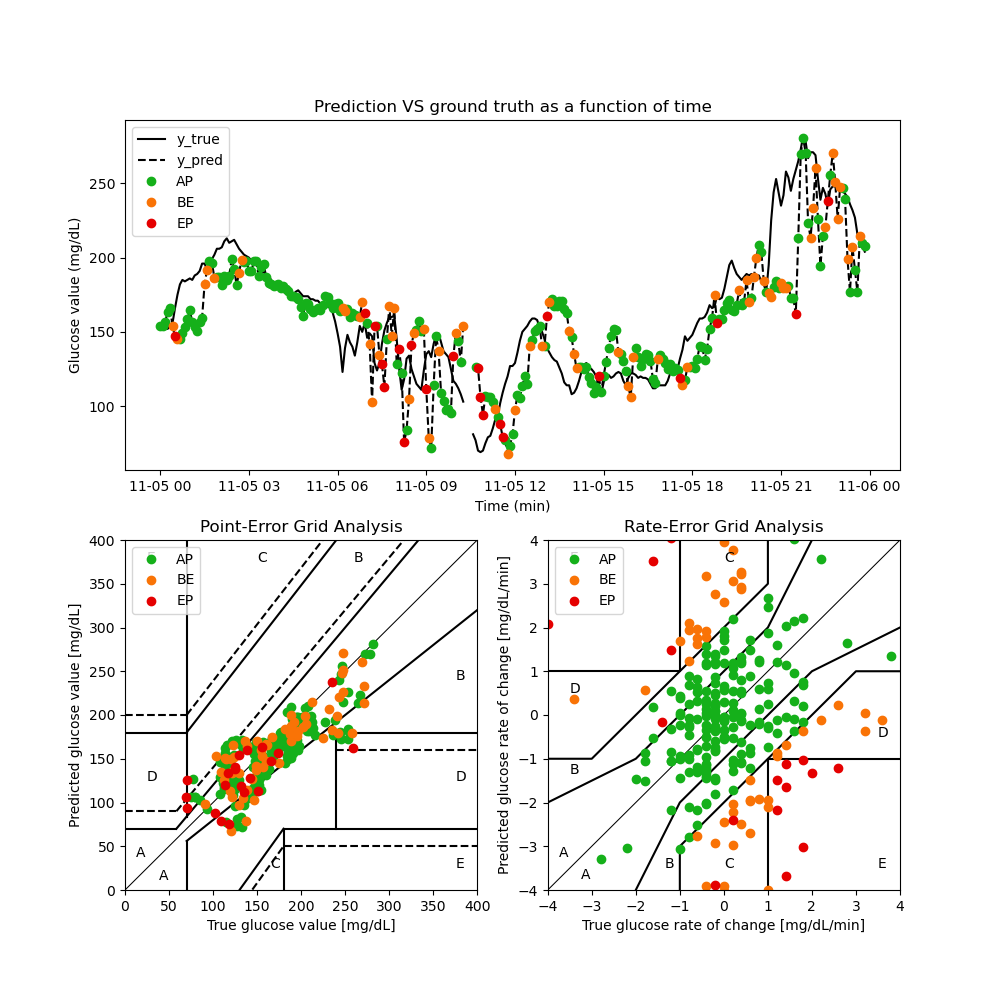 Prediction VS ground truth as a function of time
Glucose value (mg/dL)
250
200
150
100
y_true
y_pred
AP
BE
EP
11-05 00 11-05 03 11-05 06 11-05 09 11-05 12 11-05 15 11-05 18 11-05 21 11-06 00
Time (min)
Point-Error Grid Analysis
Predicted glucose value [mg/dL]
400
350
300
250
200
150
100
50
0
AP
BE
EP
C
B
B
D
D
A
A
C
E
0 50 100 150 200 250 300 350 400
True glucose value [mg/dL]
Rate-Error Grid Analysis
Predicted glucose rate of change [mg/dL/min]
4
3
2
1
0
−1
−2
−3
−4
AP
BE
EP
C
D
D
B
A
A
B
C
E
−4 −3 −2 −1 0 1 2 3 4
True glucose rate of change [mg/dL/min]